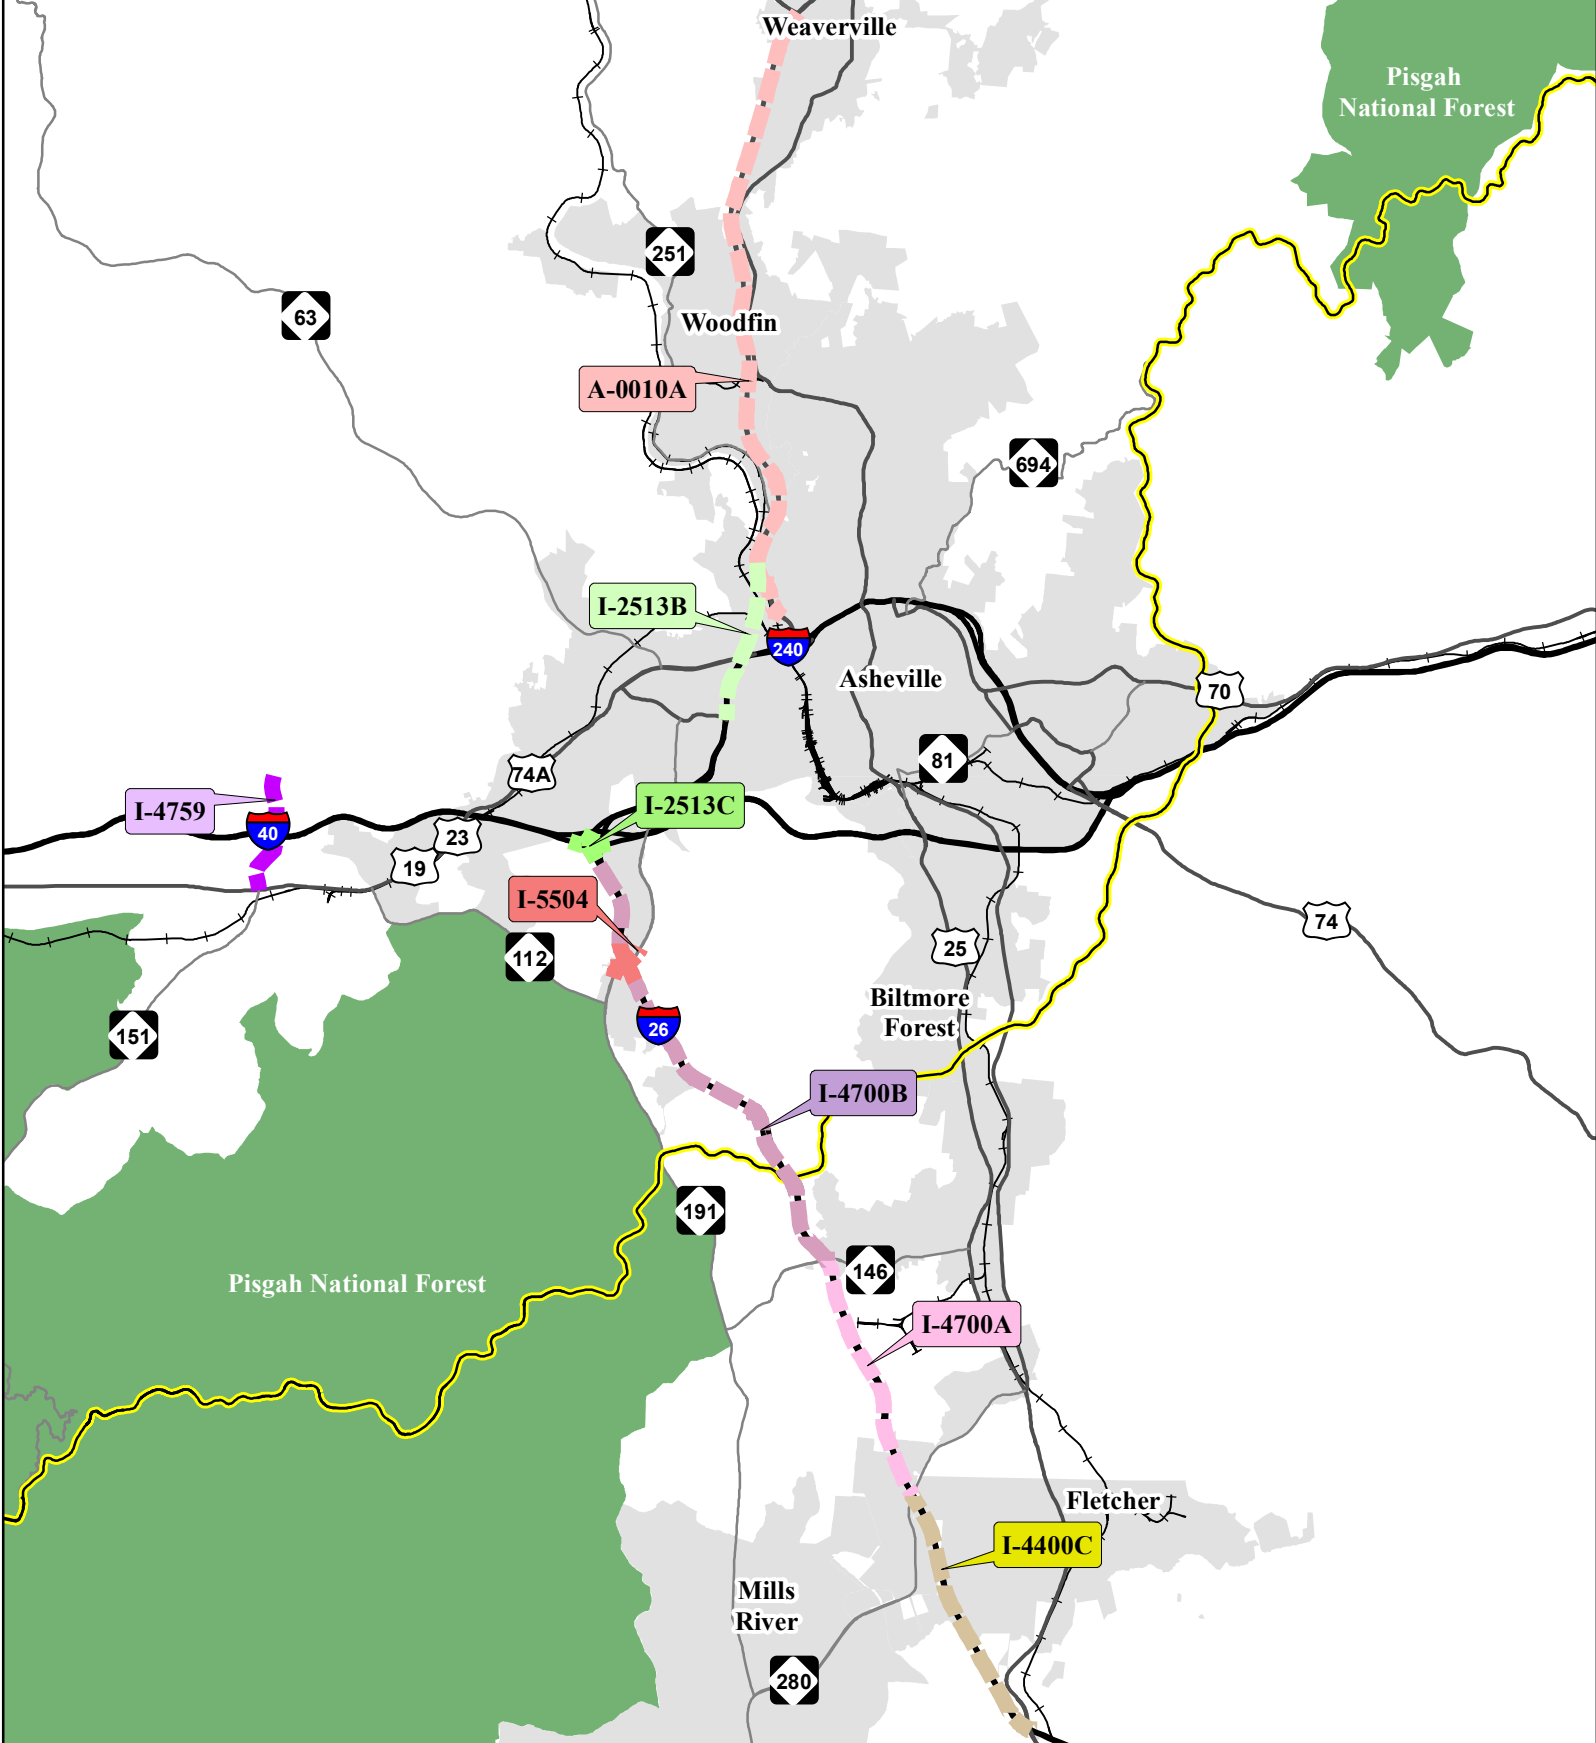 Weaverville
Pisgah
National Forest
251
63
Woodfin
A-0010A
694
I-2513B
240
Asheville
70
81
74A
I-4759
I-2513C
40
23
19
I-5504
74
112
25
Biltmore
Forest
151
26
I-4700B
191
146
Pisgah National Forest
I-4700A
Fletcher
I-4400C
Mills
River
280